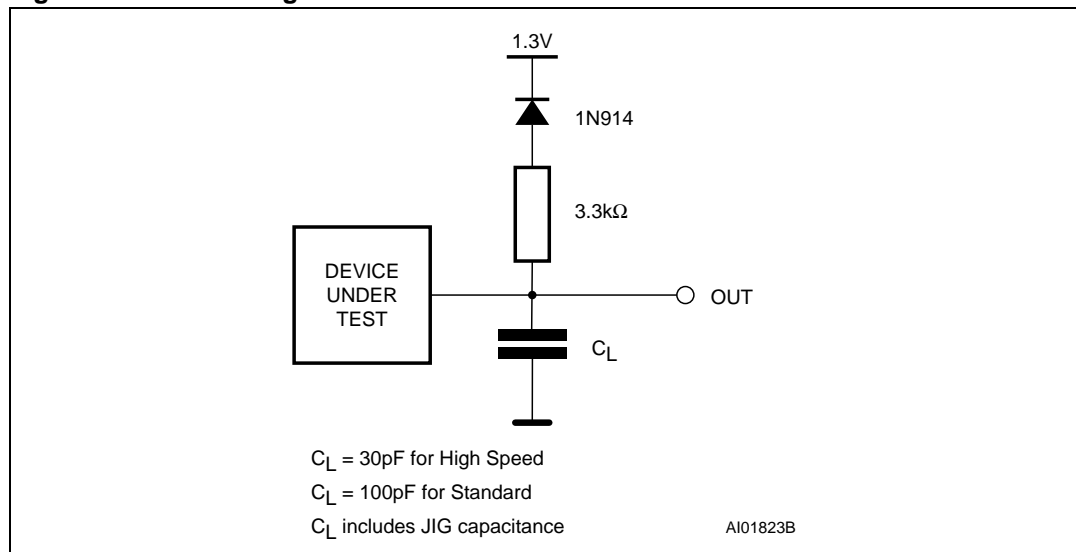 1.3V
1N914
3.3kΩ
DEVICE
UNDER
TEST
OUT
CL
CL = 30pF for High Speed
CL = 100pF for Standard
CL includes JIG capacitance
AI01823B